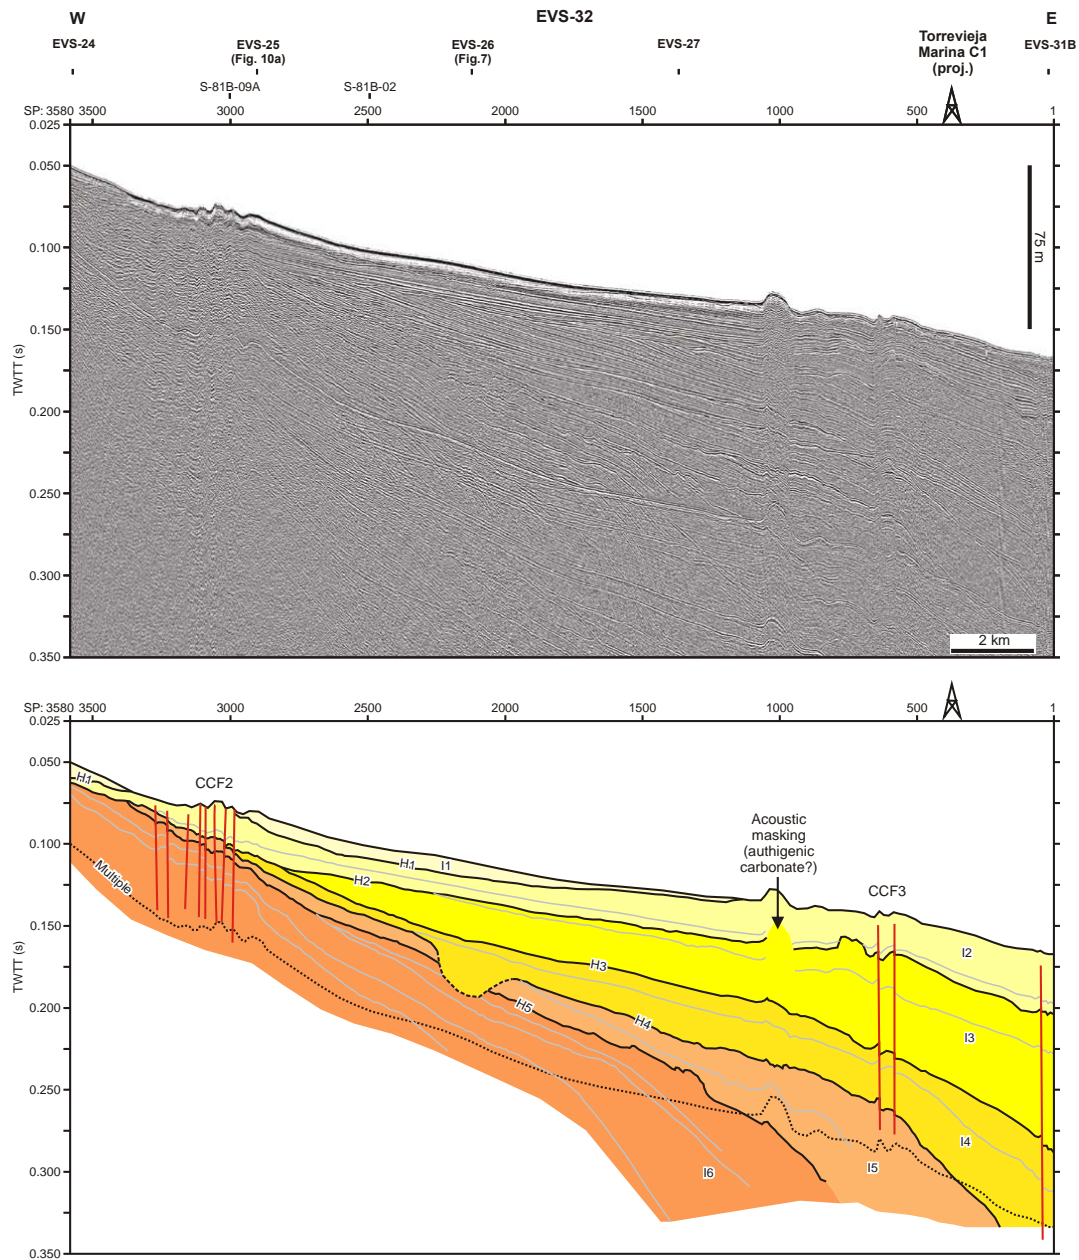 W EVS-32 E
EVS-24 EVS-25 EVS-26 EVS-27 Torrevieja EVS-31B
(Fig. 10a) (Fig.7) Marina C1
(proj.)
S-81B-09A S-81B-02
SP: 3580 3500 3000 2500 2000 1500 1000 500 1
0.025
0.050
0.100
0.150
0.200
0.250
0.300
0.350
TWTT (s)
75 m
2 km
SP: 3580 3500 3000 2500 2000 1500 1000 500 1
0.025
0.050
0.100
0.150
0.200
0.250
0.300
0.350
TWTT (s)
H1
CCF2
Multiple
H1
I1
H2
Acoustic
masking
(authigenic
carbonate?)
CCF3
I2
H3
H5
H4
I3
I4
I5
I6